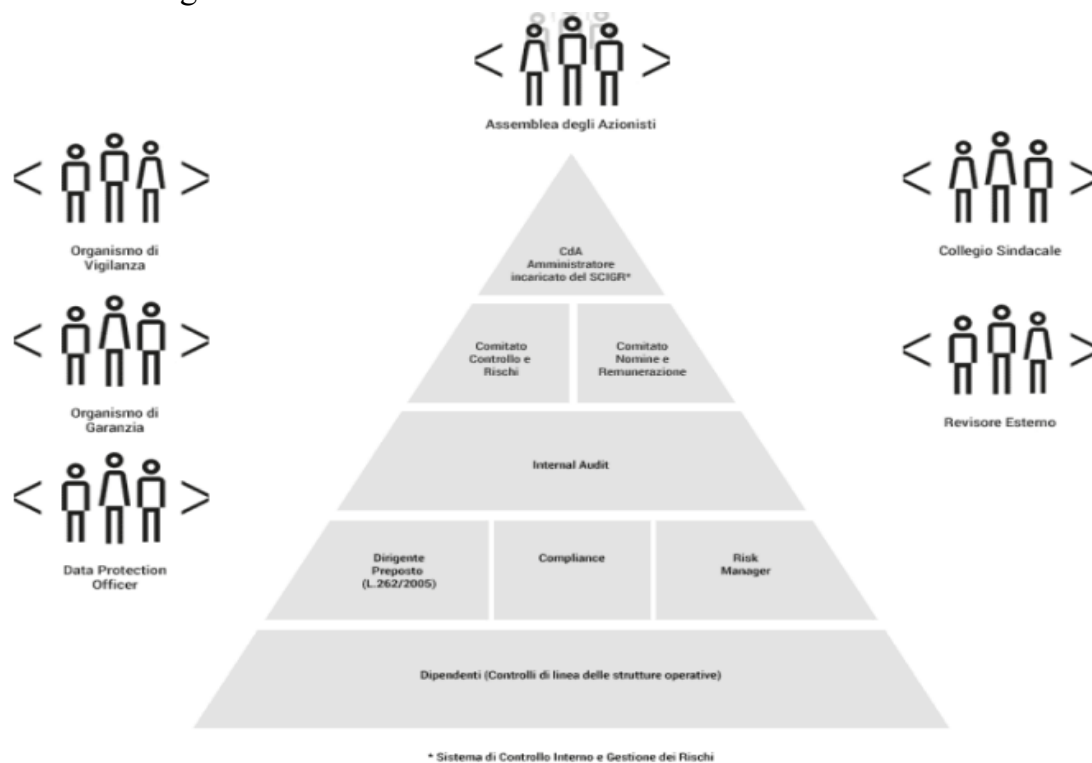 Assemblea degli Azionisti
Organismo di
Vigilanza
Collegio Sindacale
CdA
Amministratore
incaricato del SCIGR*
Comitato
Controllo e
Rischi
Comitato
Nomine e
Remunerazione
Organismo di
Garanzia
Revisore Esterno
Internal Audit
Data Protection
Officer
Dirigente
Preposto
(L.262/2005)
Compliance
Risk
Manager
Dipendenti (Controlli di linea delle strutture operative)
* Sistema di Controllo Interno e Gestione dei Rischi